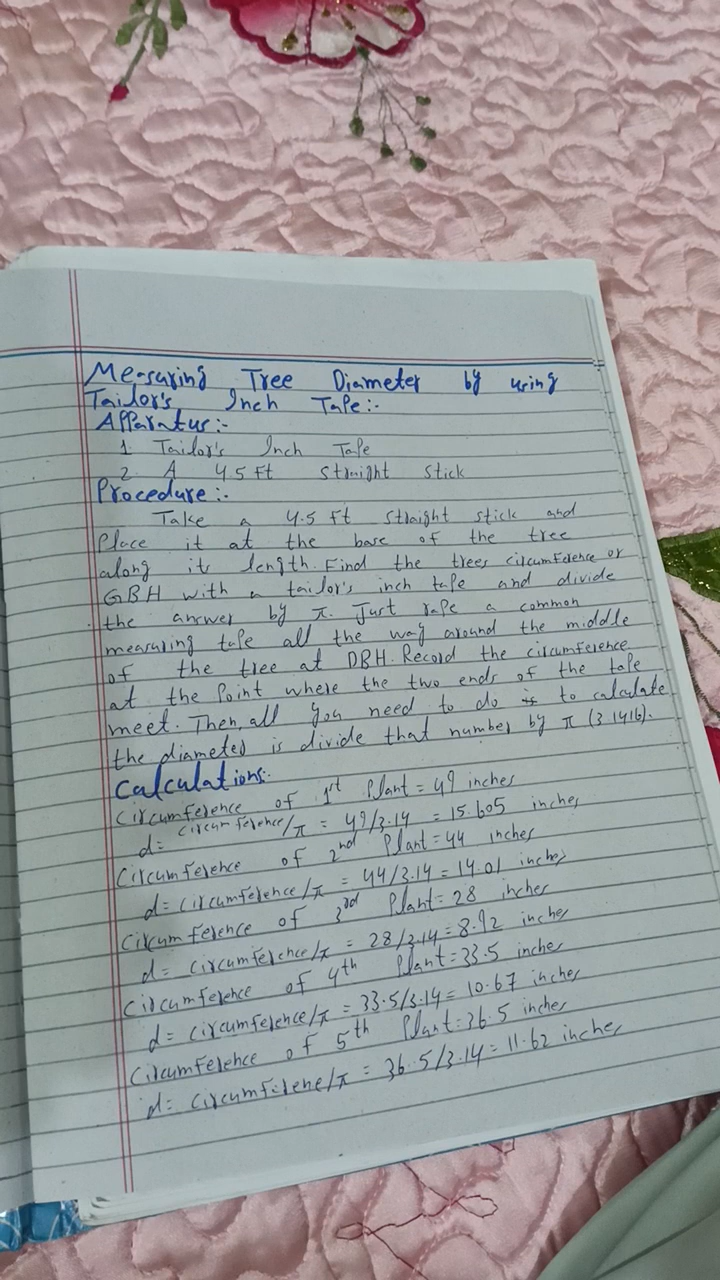 Measuring Tree Diameter by using
Tailor's Inch Tape:-
Apparatus:-
1. Tailor's Inch Tape
2. A 4.5 Ft straight stick
Procedure:-
Take a 4.5 ft straight stick and
Place it at the base of the tree
along its length. Find the trees circumference or
GBH with a tailor's inch tape and divide
the answer by π. Just rape a common
measuring tape all the way around the middle
of the tree at DBH. Record the circumference
at the Point where the two ends of the tape
meet. Then, all you need to do is to calculate
the diameter is divide that number by π (3.1416).
Calculations:-
Circumference of 1st Plant = 49 inches
d= circumference/π = 49/3.14 = 15.605 inches
Circumference of 2nd Plant = 44 inches
d= circumference/π = 44/3.14 = 14.01 inches
Circumference of 3rd Plant = 28 inches
d= circumference/π = 28/3.14 = 8.92 inches
Circumference of 4th Plant = 33.5 inches
d= circumference/π = 33.5/3.14 = 10.67 inches
Circumference of 5th Plant = 36.5 inches
d= circumferene/π = 36.5/3.14 = 11.62 inches